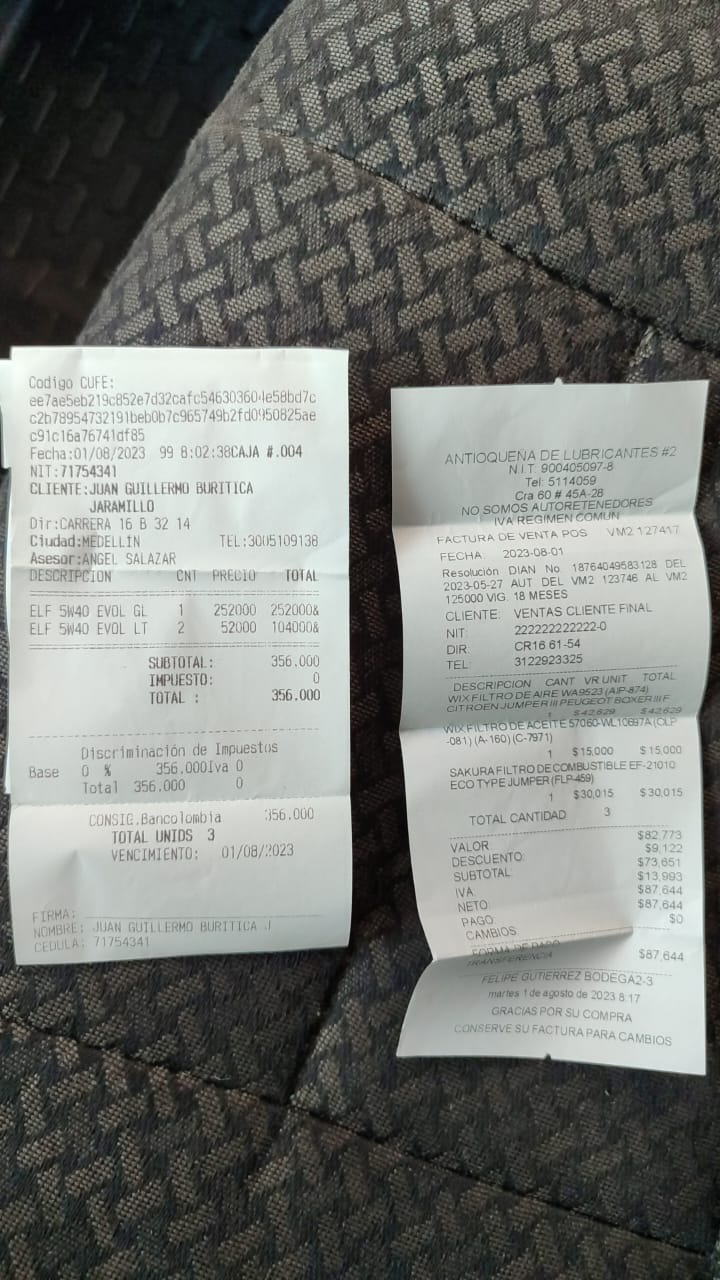 Codigo CUFE:
ee7ae5eb219c852e7d32cafc546303604e58bd7c
c2b78954732191beb0b7c965749b2fd0950825ae
c91c16a76741df85
Fecha:01/08/2023 99 8:02:38CAJA #.004
NIT:71754341
CLIENTE:JUAN GUILLERMO BURITICA
JARAMILLO
Dir:CARRERA 16 B 32 14
Ciudad:MEDELLIN TEL:3005109138
Asesor:ANGEL SALAZAR
DESCRIPCION CNT PRECIO TOTAL
ELF 5W40 EVOL GL 1 252000 252000&
ELF 5W40 EVOL LT 2 52000 104000&
SUBTOTAL: 356.000
IMPUESTO: 0
TOTAL : 356.000
Discriminación de Impuestos
Base 0 % 356.000Iva 0
Total 356.000 0
CONSIG.Bancolombia 356.000
TOTAL UNIDS 3
VENCIMIENTO: 01/08/2023
FIRMA:
NOMBRE: JUAN GUILLERMO BURITICA J
CEDULA: 71754341
ANTIOQUEÑA DE LUBRICANTES #2
N.I.T: 900405097-8
Tel: 5114059
Cra 60 # 45A-28
NO SOMOS AUTORETENEDORES
IVA REGIMEN COMUN
FACTURA DE VENTA POS VM2 127417
FECHA: 2023-08-01
Resolución DIAN No. 18764049583128 DEL
2023-05-27 AUT DEL VM2 123746 AL VM2
125000 VIG. 18 MESES
CLIENTE: VENTAS CLIENTE FINAL
NIT: 222222222222-0
DIR: CR16 61-54
TEL: 3122923325
DESCRIPCION CANT VR UNIT TOTAL
WIX FILTRO DE AIRE WA9523 (AIP-874)
CITROEN JUMPER III PEUGEOT BOXER III F
1 $42,629 $42,629
WIX FILTRO DE ACEITE 57060-WL10697A (OLP
-081) (A-160) (C-7971)
1 $15,000 $15,000
SAKURA FILTRO DE COMBUSTIBLE EF-21010
ECO TYPE JUMPER (FLP-459)
1 $30,015 $30,015
TOTAL CANTIDAD 3
VALOR: $82,773
DESCUENTO: $9,122
SUBTOTAL: $73,651
IVA: $13,993
NETO: $87,644
PAGO: $87,644
CAMBIOS $0
FORMA DE PAGO
TRANSFERENCIA $87,644
FELIPE GUTIERREZ BODEGA2-3
martes 1 de agosto de 2023 8:17
GRACIAS POR SU COMPRA
CONSERVE SU FACTURA PARA CAMBIOS